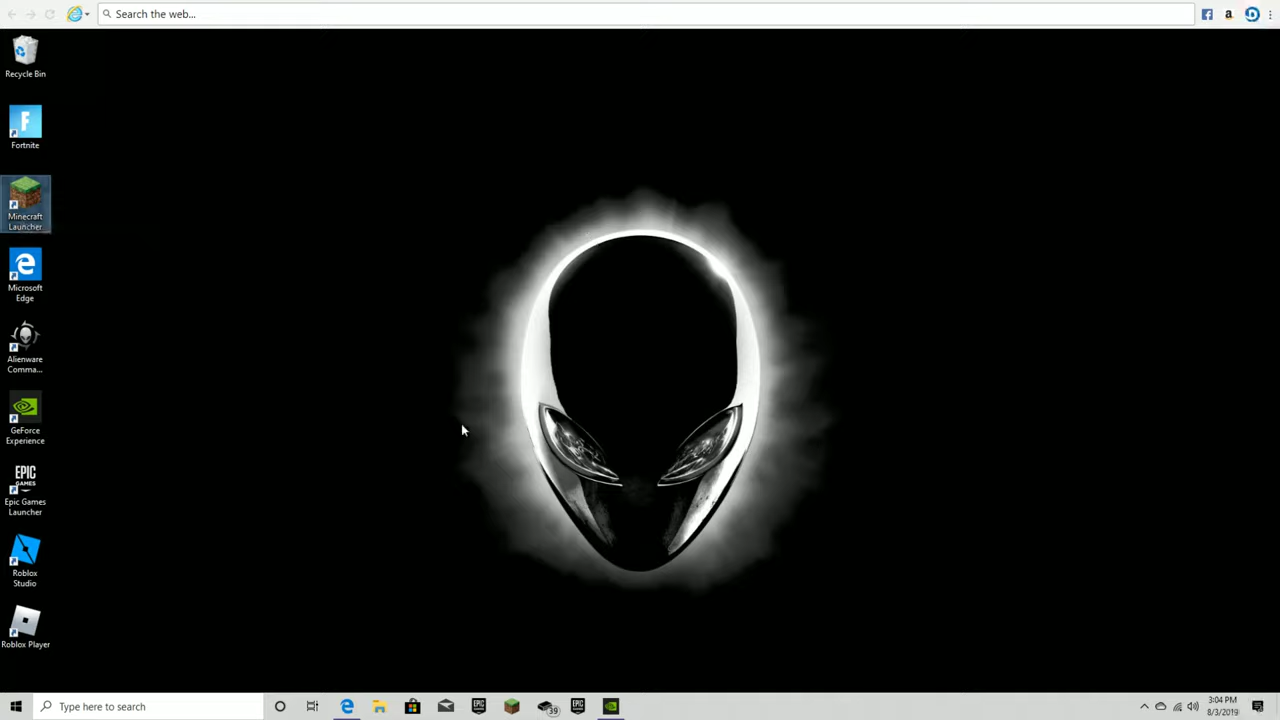 Search the web...
Recycle Bin
Fortnite
Minecraft
Launcher
Microsoft
Edge
Alienware
Comma...
GeForce
Experience
EPIC
GAMES
Epic Games
Launcher
Roblox
Studio
Roblox Player
Type here to search
39
3:04 PM
8/3/2019